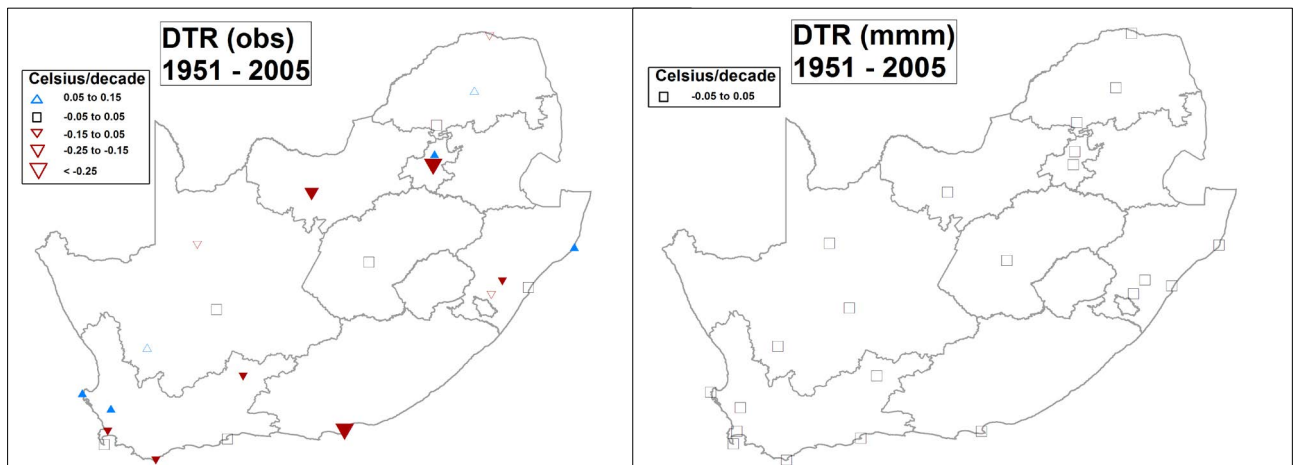 DTR (obs)
1951 - 2005
Celsius/decade
0.05 to 0.15
-0.05 to 0.05
-0.15 to 0.05
-0.25 to -0.15
< -0.25
DTR (mmm)
1951 - 2005
Celsius/decade
-0.05 to 0.05